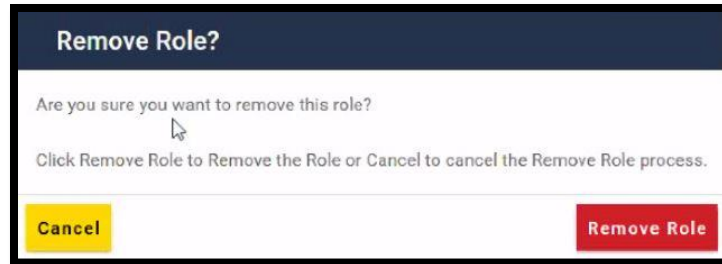 Remove Role?
Are you sure you want to remove this role?
Click Remove Role to Remove the Role or Cancel to cancel the Remove Role process.
Cancel
Remove Role